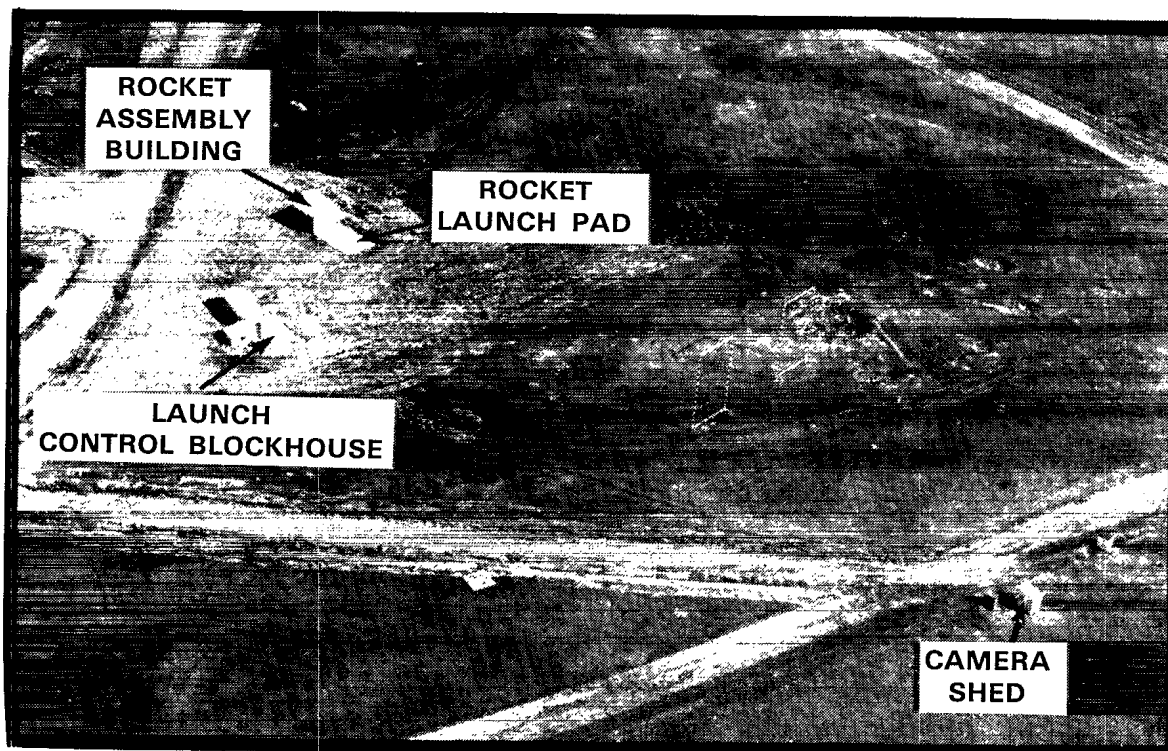 ROCKET
ASSEMBLY
BUILDING
ROCKET
LAUNCH PAD
LAUNCH
CONTROL BLOCKHOUSE
CAMERA
SHED